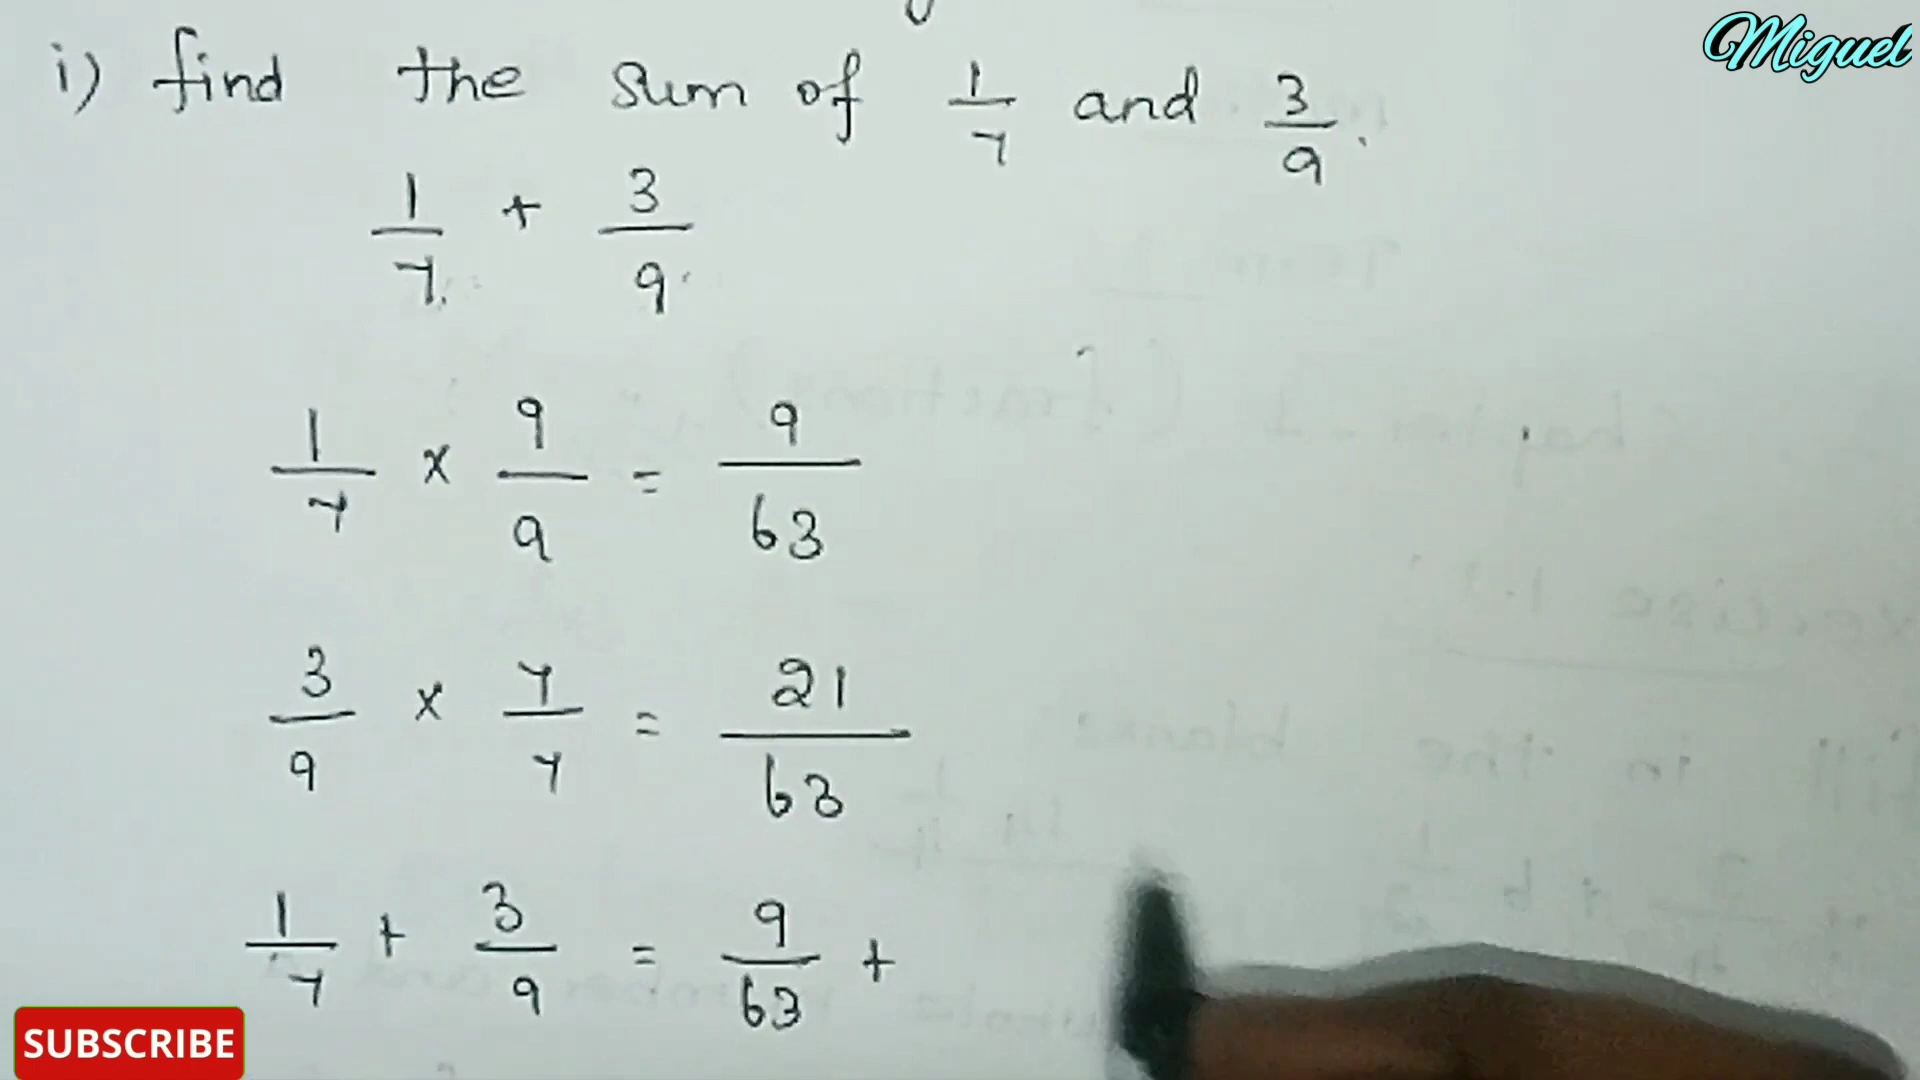 Miguel
i) find the sum of 1/7 and 3/9.
1/7 + 3/9
1/7 × 9/9 = 9/63
3/9 × 7/7 = 21/63
1/7 + 3/9 = 9/63 +
SUBSCRIBE